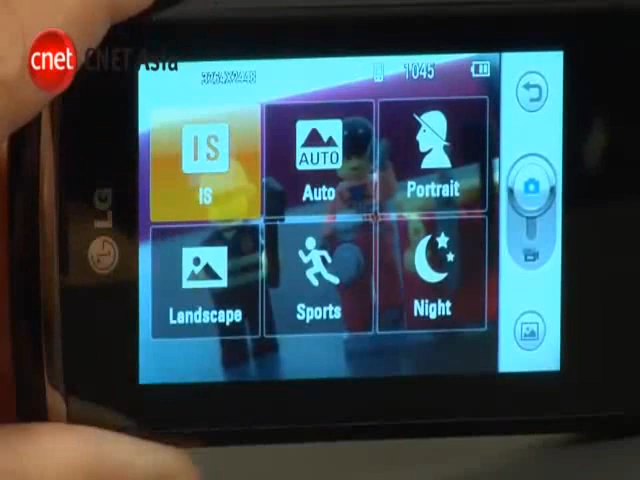 cnet CNET Asia
3264X2448 1045
IS AUTO
IS Auto Portrait
Landscape Sports Night
LG